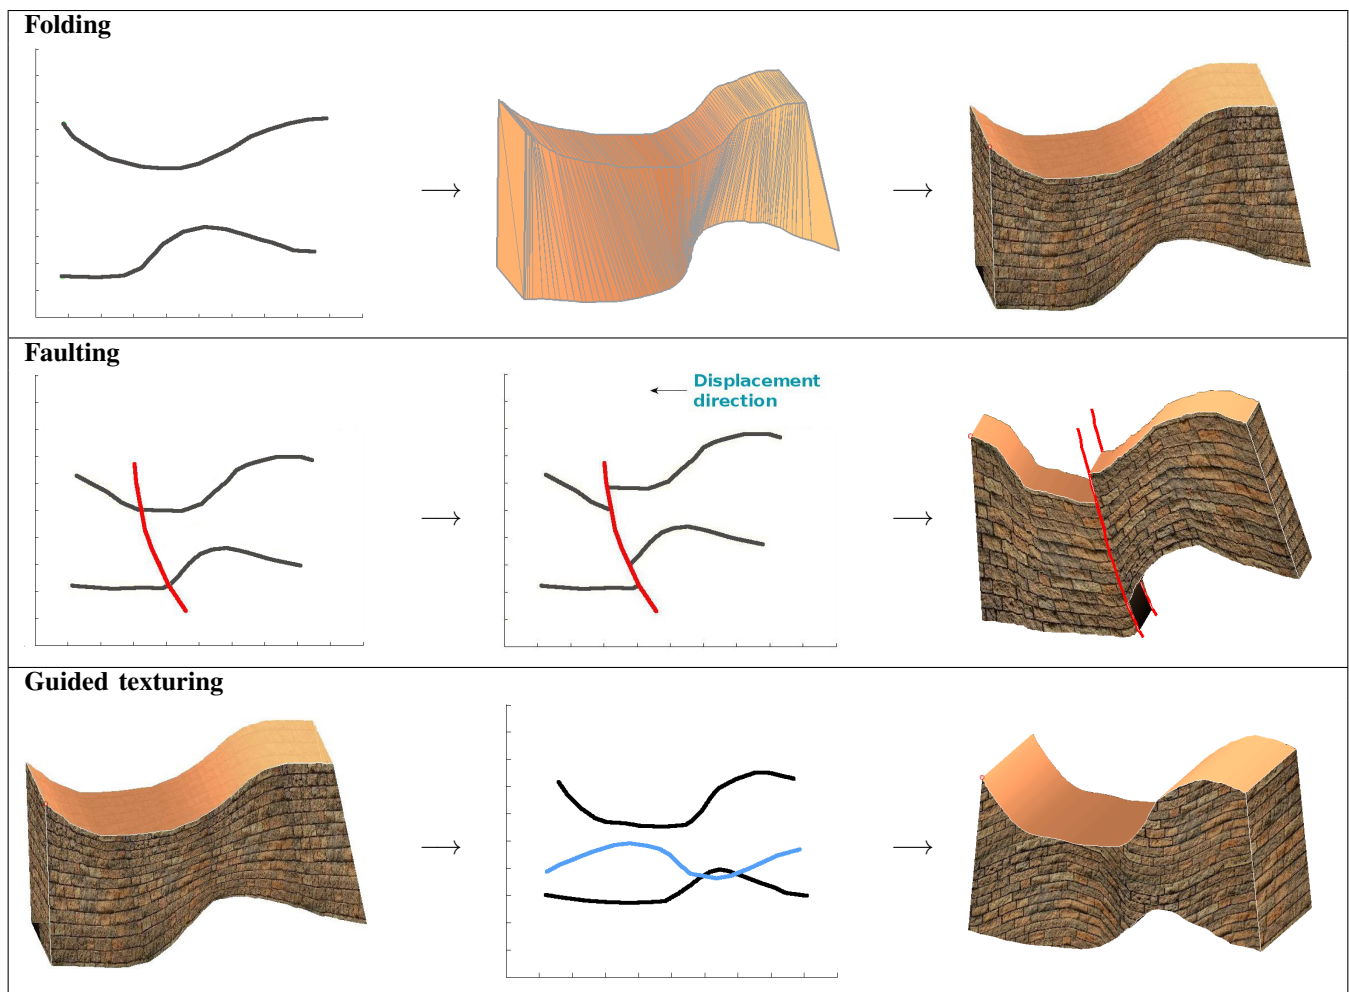 Folding
Faulting
Displacement
direction
Guided texturing